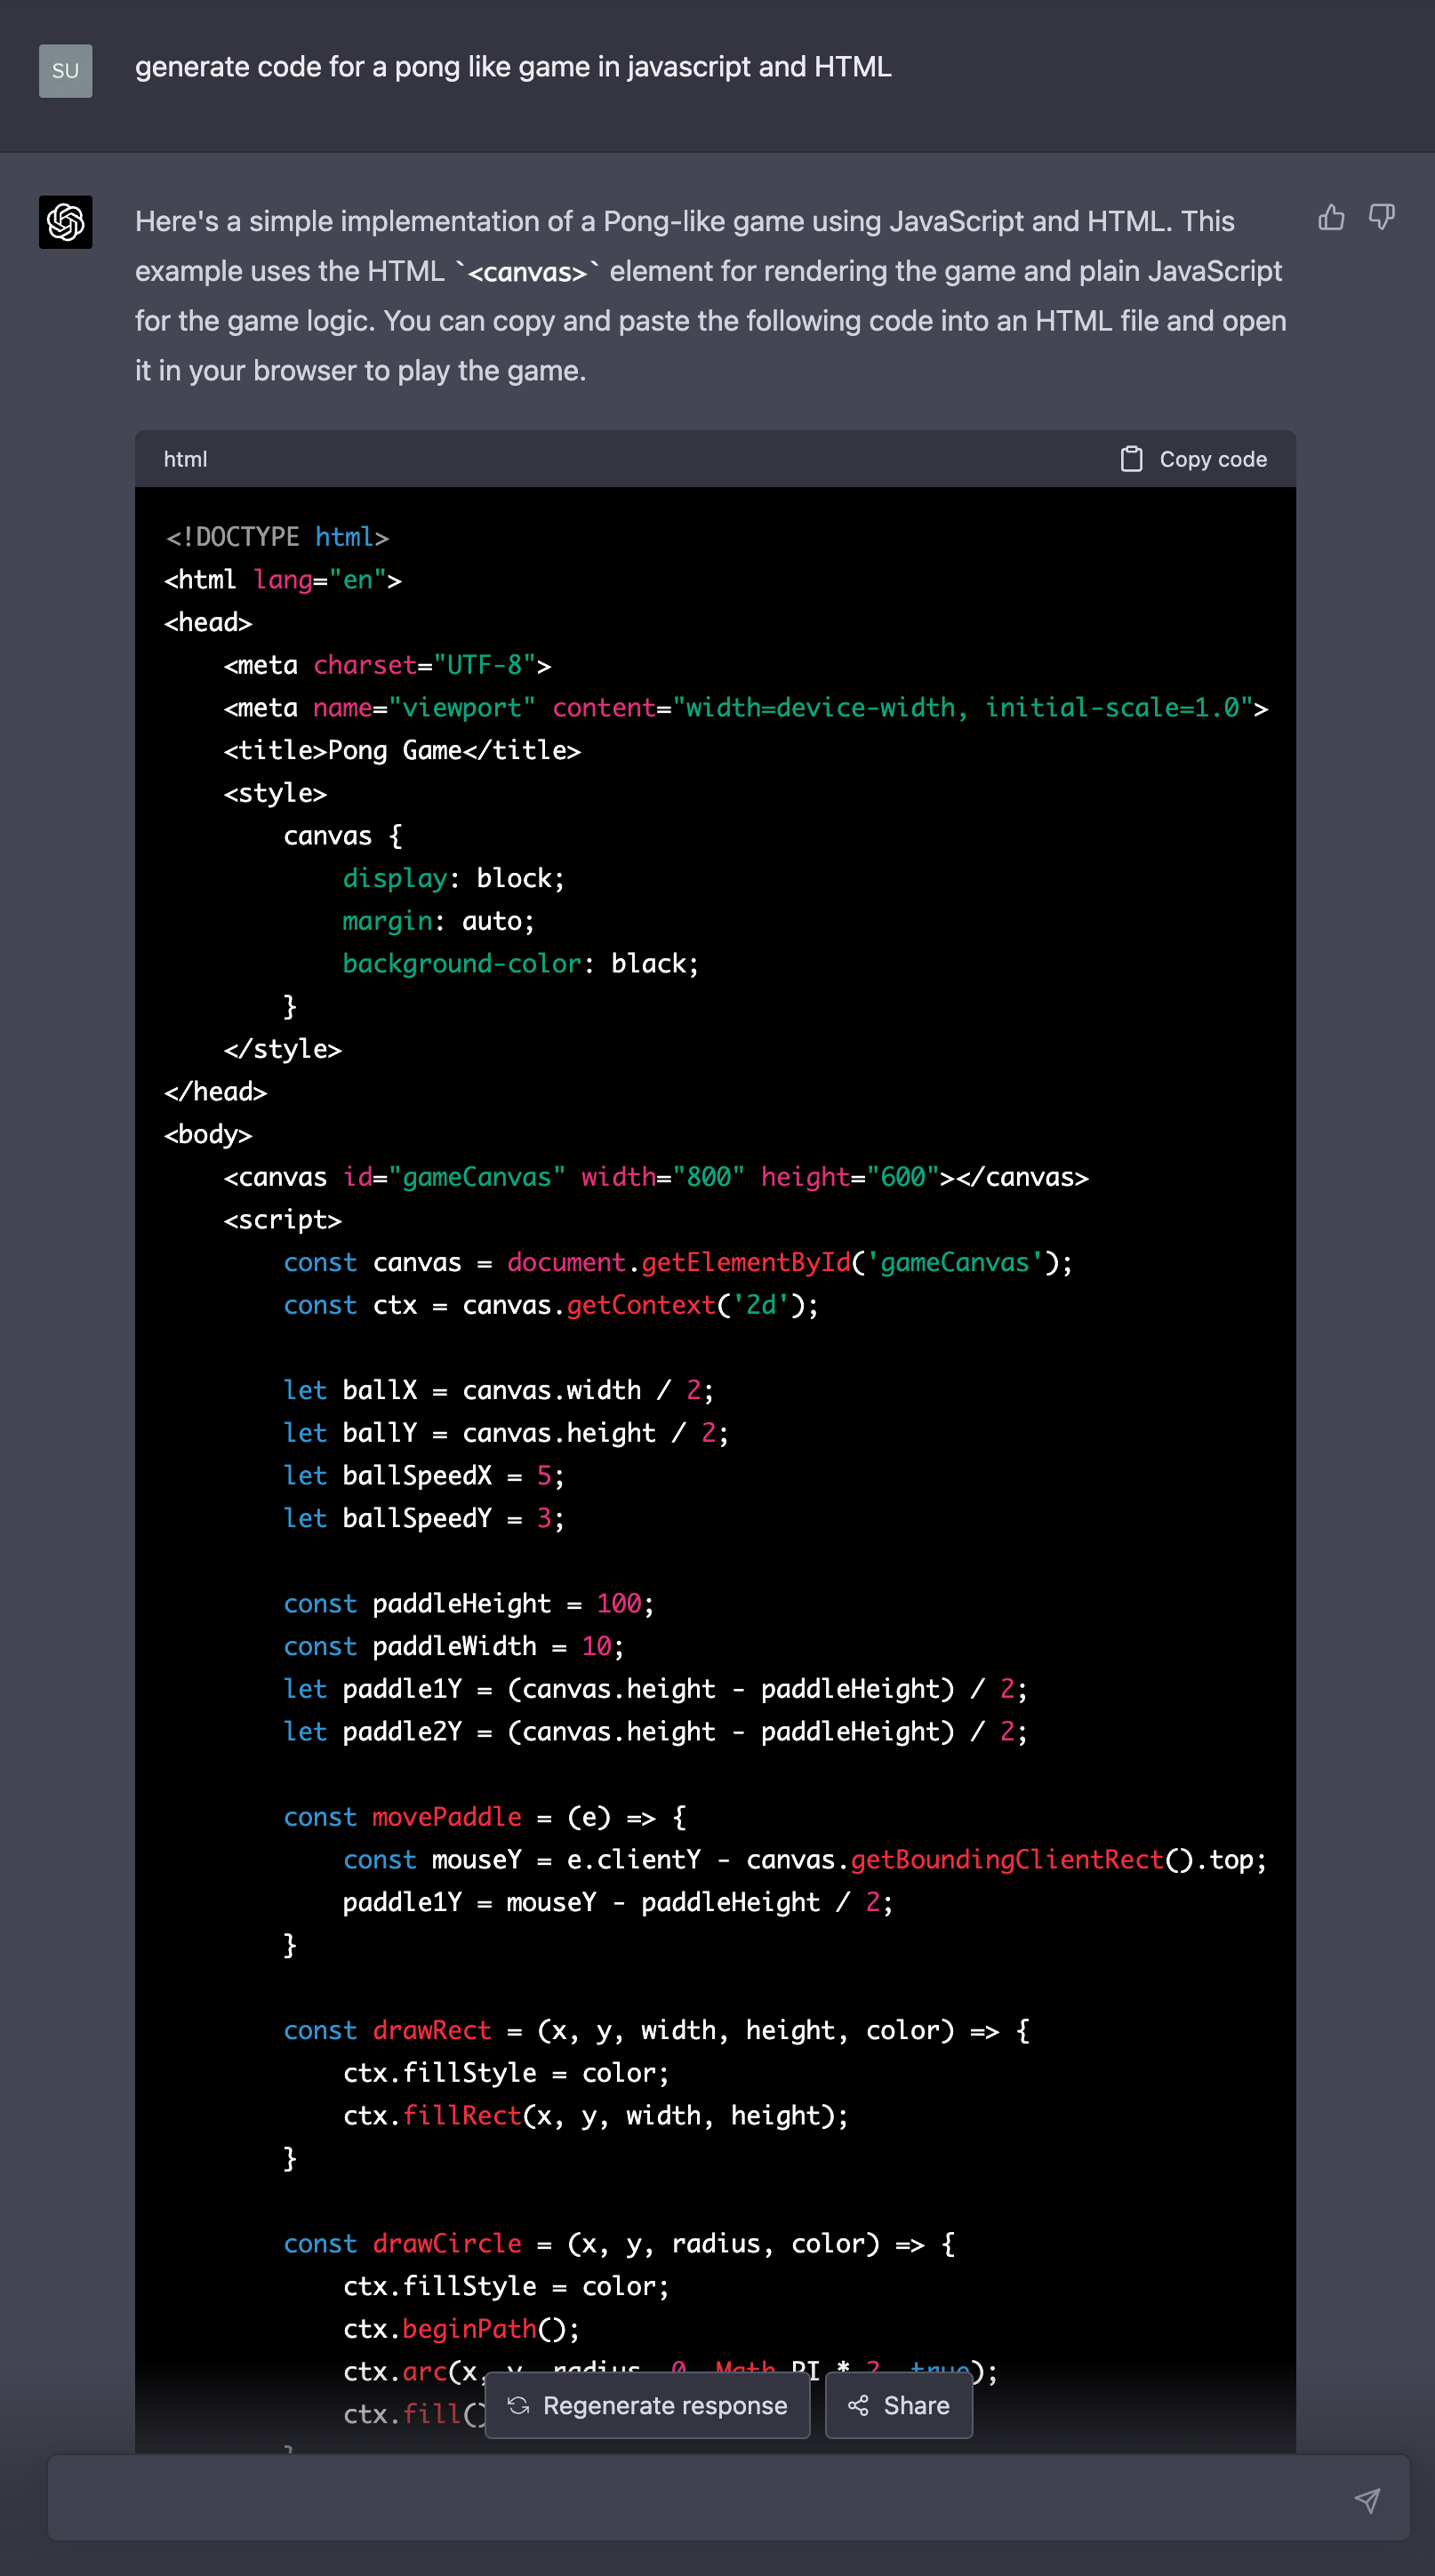 SU
generate code for a pong like game in javascript and HTML
Here's a simple implementation of a Pong-like game using JavaScript and HTML. This
example uses the HTML `<canvas>` element for rendering the game and plain JavaScript
for the game logic. You can copy and paste the following code into an HTML file and open
it in your browser to play the game.
html Copy code
<!DOCTYPE html>
<html lang="en">
<head>
    <meta charset="UTF-8">
    <meta name="viewport" content="width=device-width, initial-scale=1.0">
    <title>Pong Game</title>
    <style>
        canvas {
            display: block;
            margin: auto;
            background-color: black;
        }
    </style>
</head>
<body>
    <canvas id="gameCanvas" width="800" height="600"></canvas>
    <script>
        const canvas = document.getElementById('gameCanvas');
        const ctx = canvas.getContext('2d');
        let ballX = canvas.width / 2;
        let ballY = canvas.height / 2;
        let ballSpeedX = 5;
        let ballSpeedY = 3;
        const paddleHeight = 100;
        const paddleWidth = 10;
        let paddle1Y = (canvas.height - paddleHeight) / 2;
        let paddle2Y = (canvas.height - paddleHeight) / 2;
        const movePaddle = (e) => {
            const mouseY = e.clientY - canvas.getBoundingClientRect().top;
            paddle1Y = mouseY - paddleHeight / 2;
        }
        const drawRect = (x, y, width, height, color) => {
            ctx.fillStyle = color;
            ctx.fillRect(x, y, width, height);
        }
        const drawCircle = (x, y, radius, color) => {
            ctx.fillStyle = color;
            ctx.beginPath();
            ctx.arc(x, y, radius, 0, Math.PI * 2, true);
            ctx.fill()
Regenerate response
Share